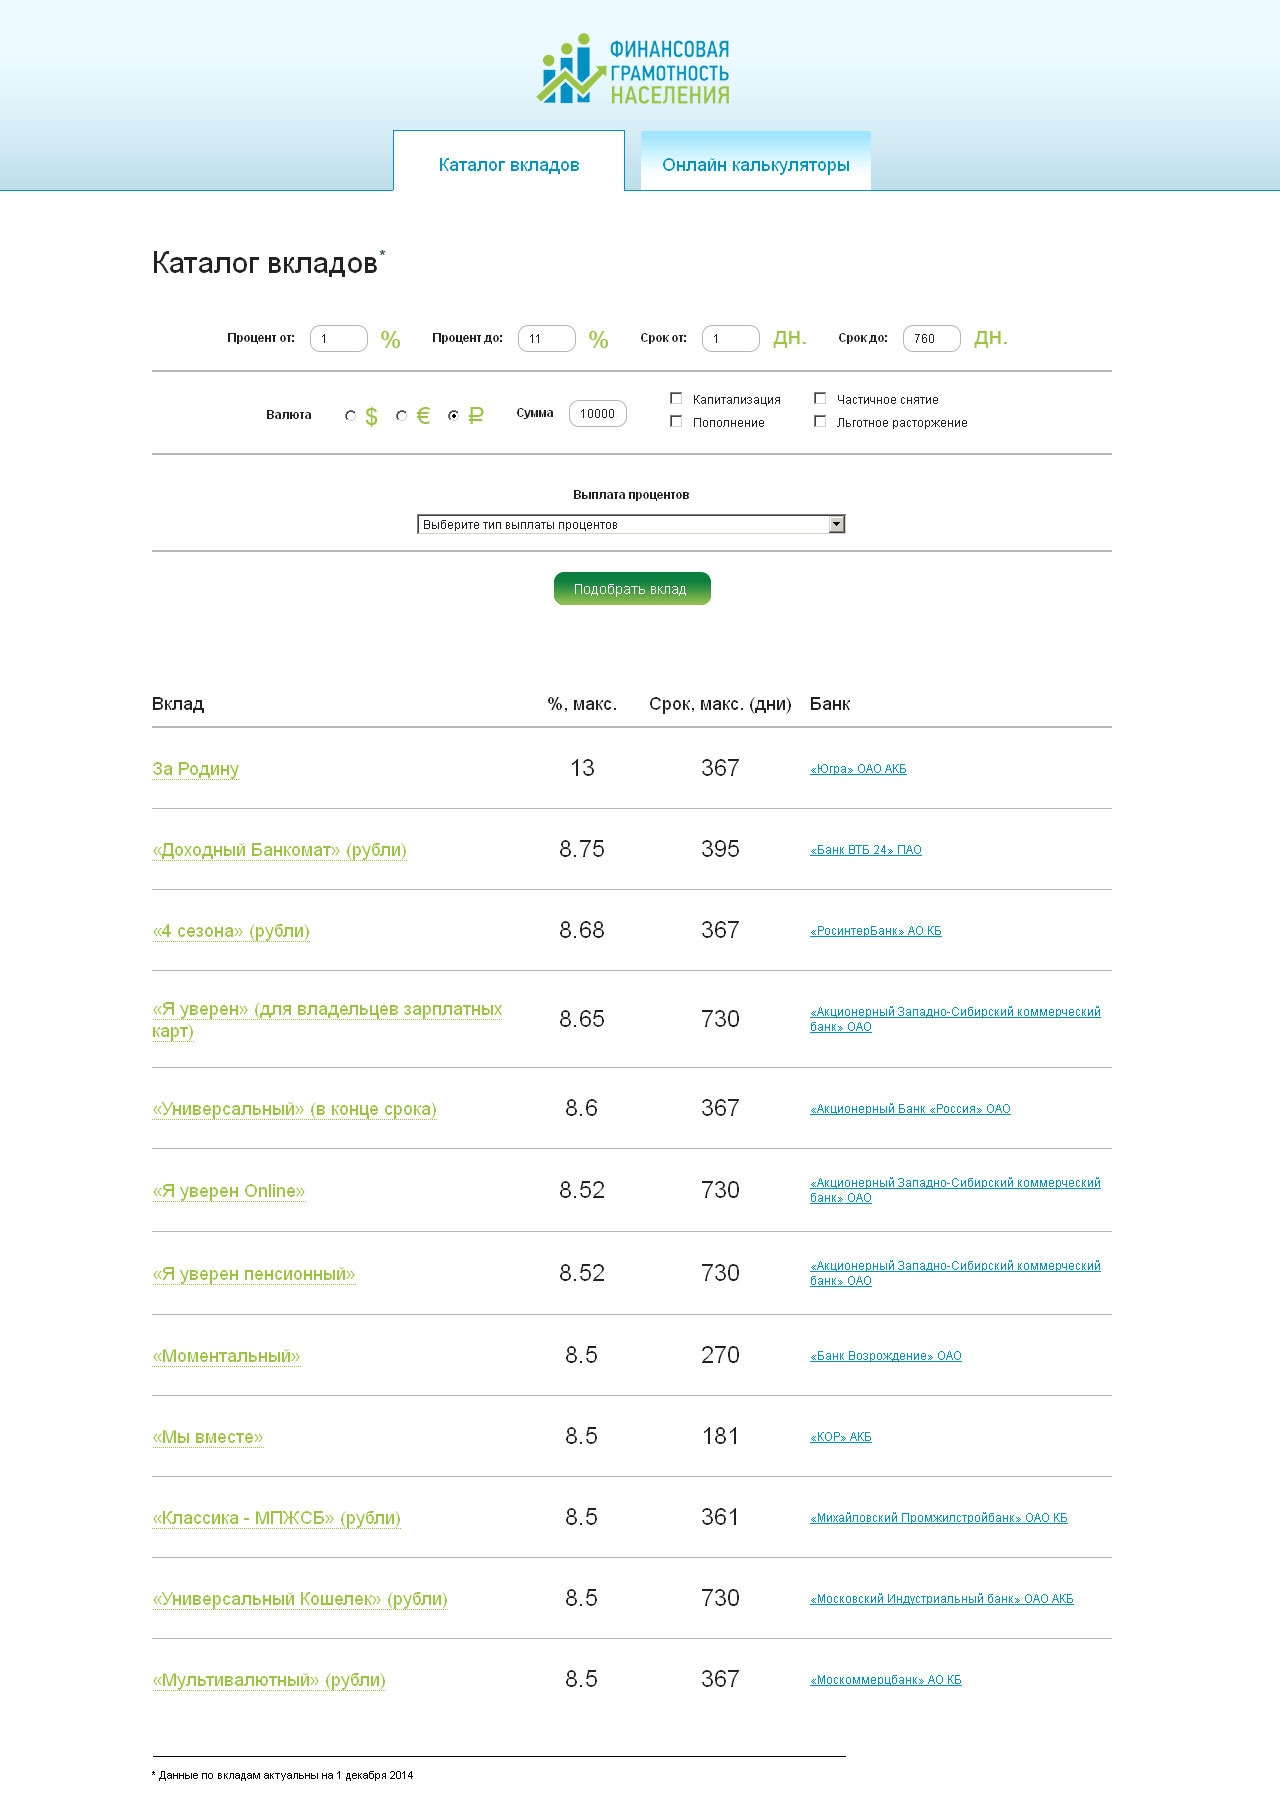 ФИНАНСОВАЯ
ГРАМОТНОСТЬ
НАСЕЛЕНИЯ
Каталог вкладов
Онлайн калькуляторы
Каталог вкладов*
Процент от: 1 % Процент до: 11 % Срок от: 1 ДН. Срок до: 760 ДН.
Валюта $ € ₽ Сумма 10000
Капитализация Частичное снятие
Пополнение Льготное расторжение
Выплата процентов
Выберите тип выплаты процентов
Подобрать вклад
Вклад %, макс. Срок, макс. (дни) Банк
За Родину 13 367 «Югра» ОАО АКБ
«Доходный Банкомат» (рубли) 8.75 395 «Банк ВТБ 24» ПАО
«4 сезона» (рубли) 8.68 367 «РосинтерБанк» АО КБ
«Я уверен» (для владельцев зарплатных
карт) 8.65 730 «Акционерный Западно-Сибирский коммерческий
банк» ОАО
«Универсальный» (в конце срока) 8.6 367 «Акционерный Банк «Россия» ОАО
«Я уверен Online» 8.52 730 «Акционерный Западно-Сибирский коммерческий
банк» ОАО
«Я уверен пенсионный» 8.52 730 «Акционерный Западно-Сибирский коммерческий
банк» ОАО
«Моментальный» 8.5 270 «Банк Возрождение» ОАО
«Мы вместе» 8.5 181 «КОР» АКБ
«Классика - МПЖСБ» (рубли) 8.5 361 «Михайловский Промжилстройбанк» ОАО КБ
«Универсальный Кошелек» (рубли) 8.5 730 «Московский Индустриальный банк» ОАО АКБ
«Мультивалютный» (рубли) 8.5 367 «Москоммерцбанк» АО КБ
* Данные по вкладам актуальны на 1 декабря 2014